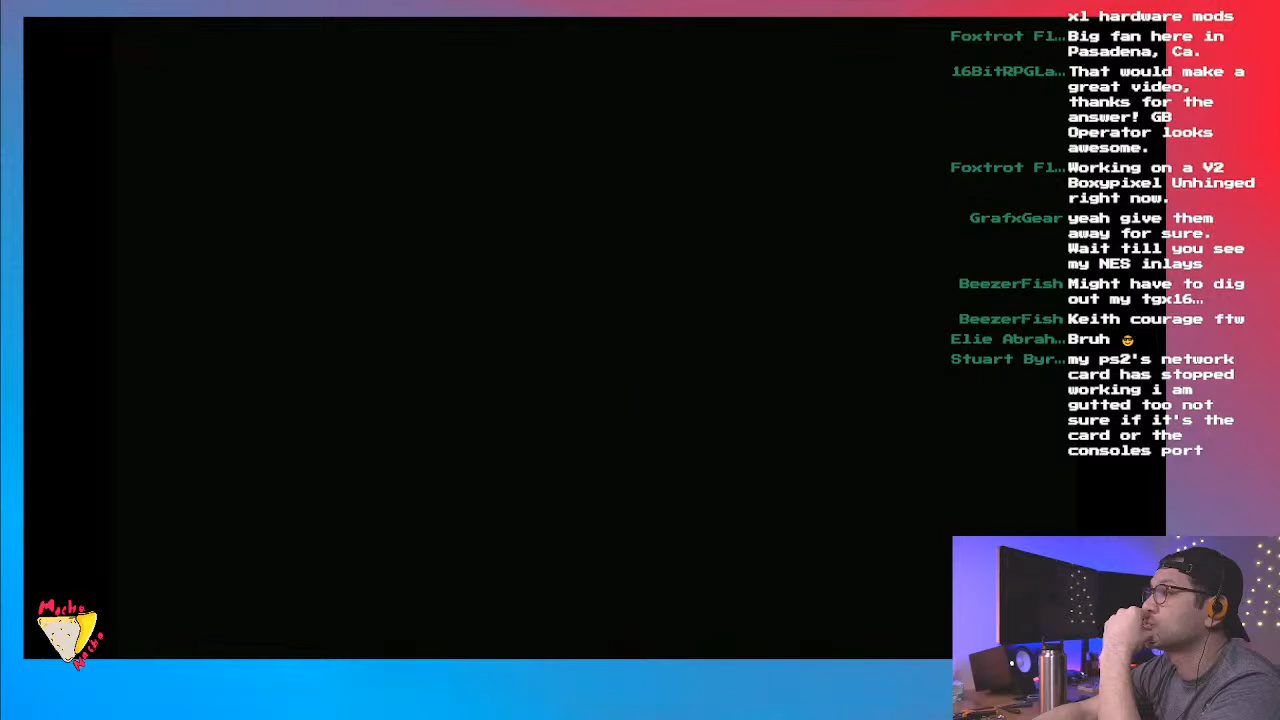 xl hardware mods
Foxtrot Fl… Big fan here in
Pasadena, Ca.
16BitRPGLa… That would make a
great video,
thanks for the
answer! GB
Operator looks
awesome.
Foxtrot Fl… Working on a V2
Boxypixel Unhinged
right now.
GrafxGear yeah give them
away for sure.
Wait till you see
my NES inlays
BeezerFish Might have to dig
out my tgx16…
BeezerFish Keith courage ftw
Elie Abrah… Bruh 😎
Stuart Byr… my ps2's network
card has stopped
working i am
gutted too not
sure if it's the
card or the
consoles port
Macho
Nacho